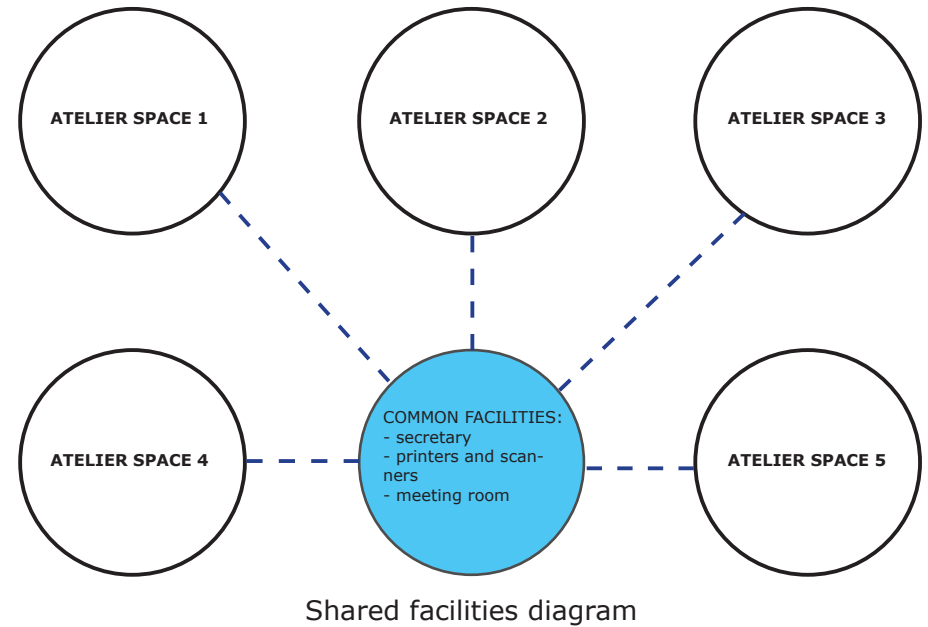 ATELIER SPACE 1
ATELIER SPACE 2
ATELIER SPACE 3
ATELIER SPACE 4
COMMON FACILITIES:
- secretary
- printers and scan-
ners
- meeting room
ATELIER SPACE 5
Shared facilities diagram